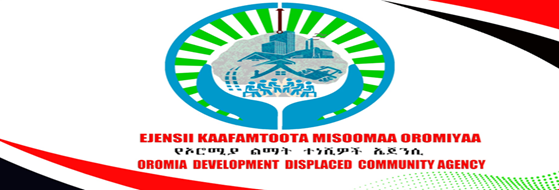 EJENSII KAAFAMTOOTA MISOOMAA OROMIYAA
የኦሮሚያ ልማት ተነሺዎች ኤጀንሲ
OROMIA DEVELOPMENT DISPLACED COMMUNITY AGENCY